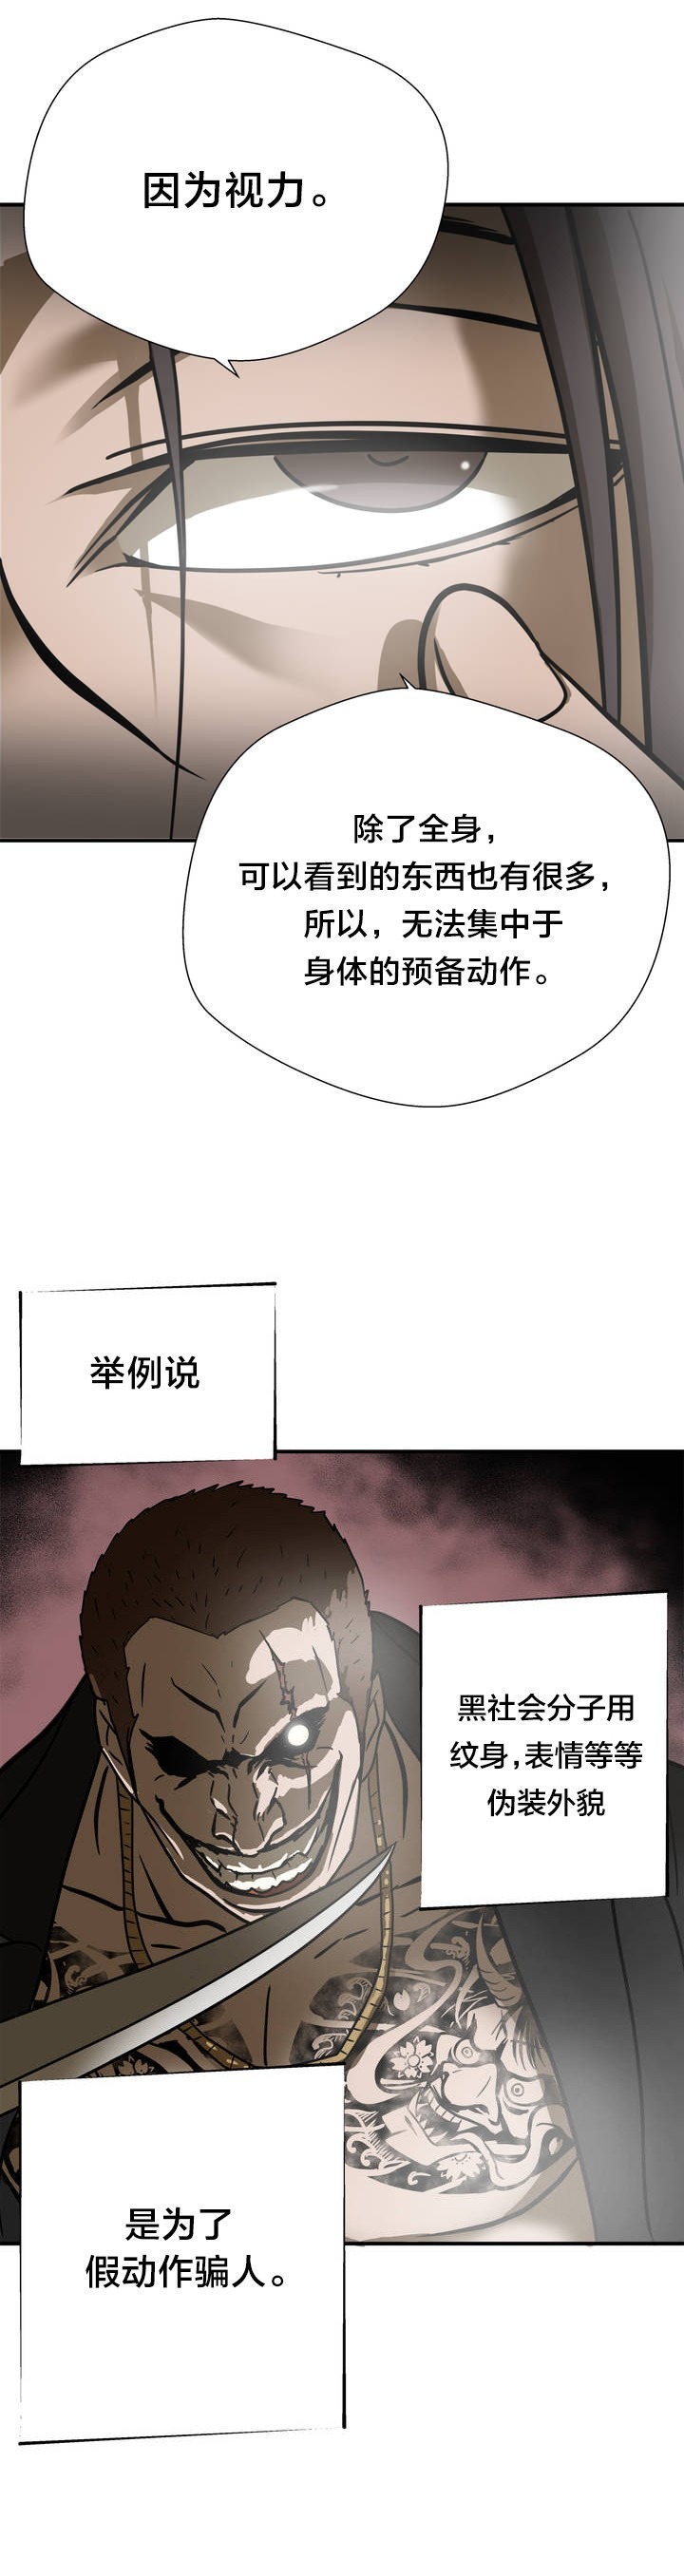 因为视力。
除了全身，
可以看到的东西也有很多，
所以，无法集中于
身体的预备动作。
举例说
黑社会分子用
纹身，表情等等
伪装外貌
是为了
假动作骗人。